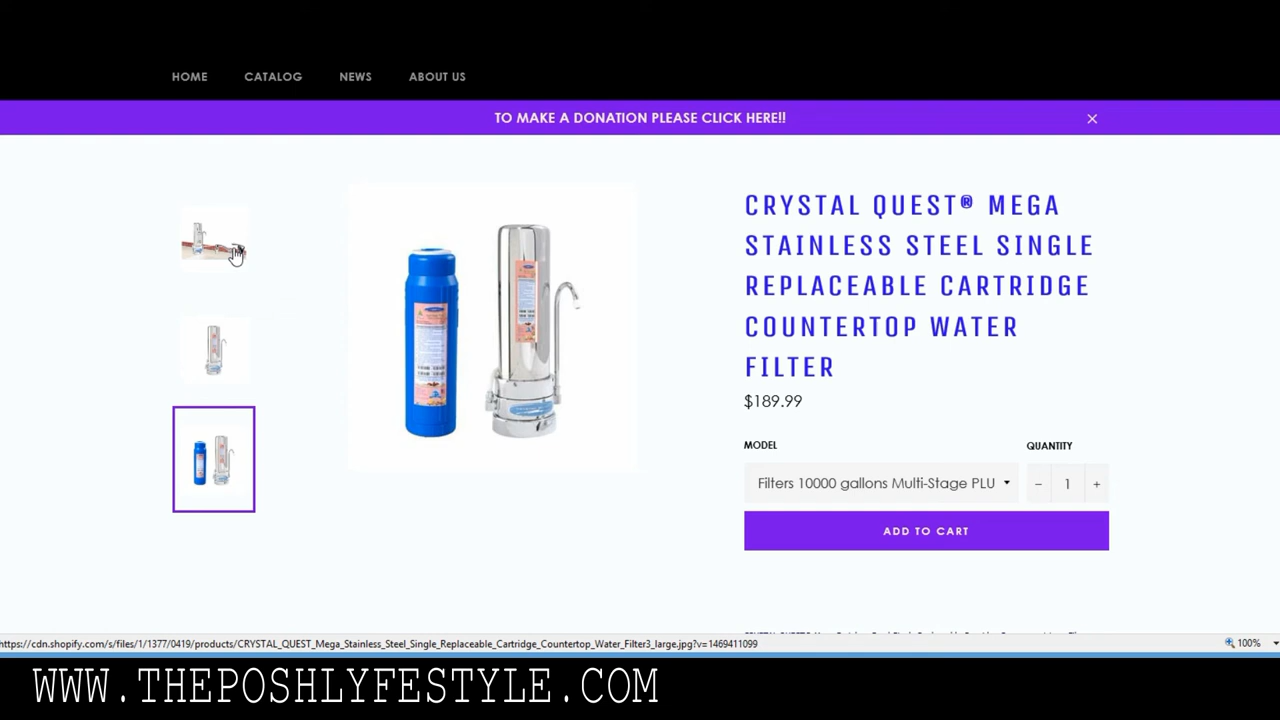 HOME CATALOG NEWS ABOUT US
TO MAKE A DONATION PLEASE CLICK HERE!!
CRYSTAL QUEST® MEGA
STAINLESS STEEL SINGLE
REPLACEABLE CARTRIDGE
COUNTERTOP WATER
FILTER
$189.99
MODEL QUANTITY
Filters 10000 gallons Multi-Stage PLU − 1 +
ADD TO CART
https://cdn.shopify.com/s/files/1/1377/0419/products/CRYSTAL_QUEST_Mega_Stainless_Steel_Single_Replaceable_Cartridge_Countertop_Water_Filter3_large.jpg?v=1469411099 100%
WWW.THEPOSHLYFESTYLE.COM